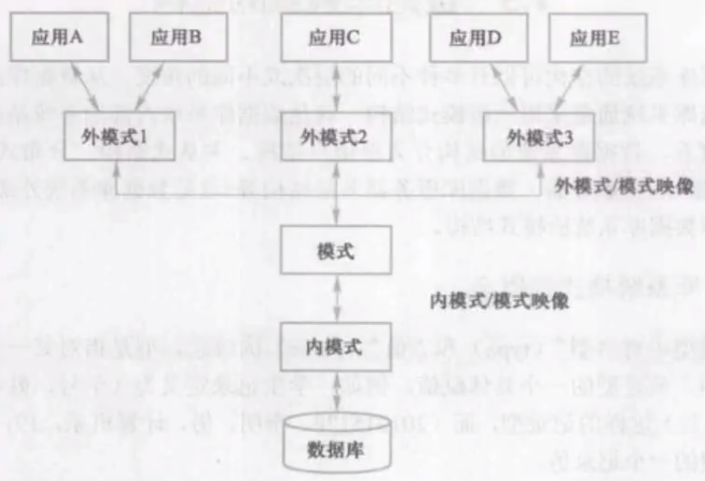 应用A 应用B 应用C 应用D 应用E
外模式1 外模式2 外模式3
外模式/模式映像
模式
内模式/模式映像
内模式
数据库